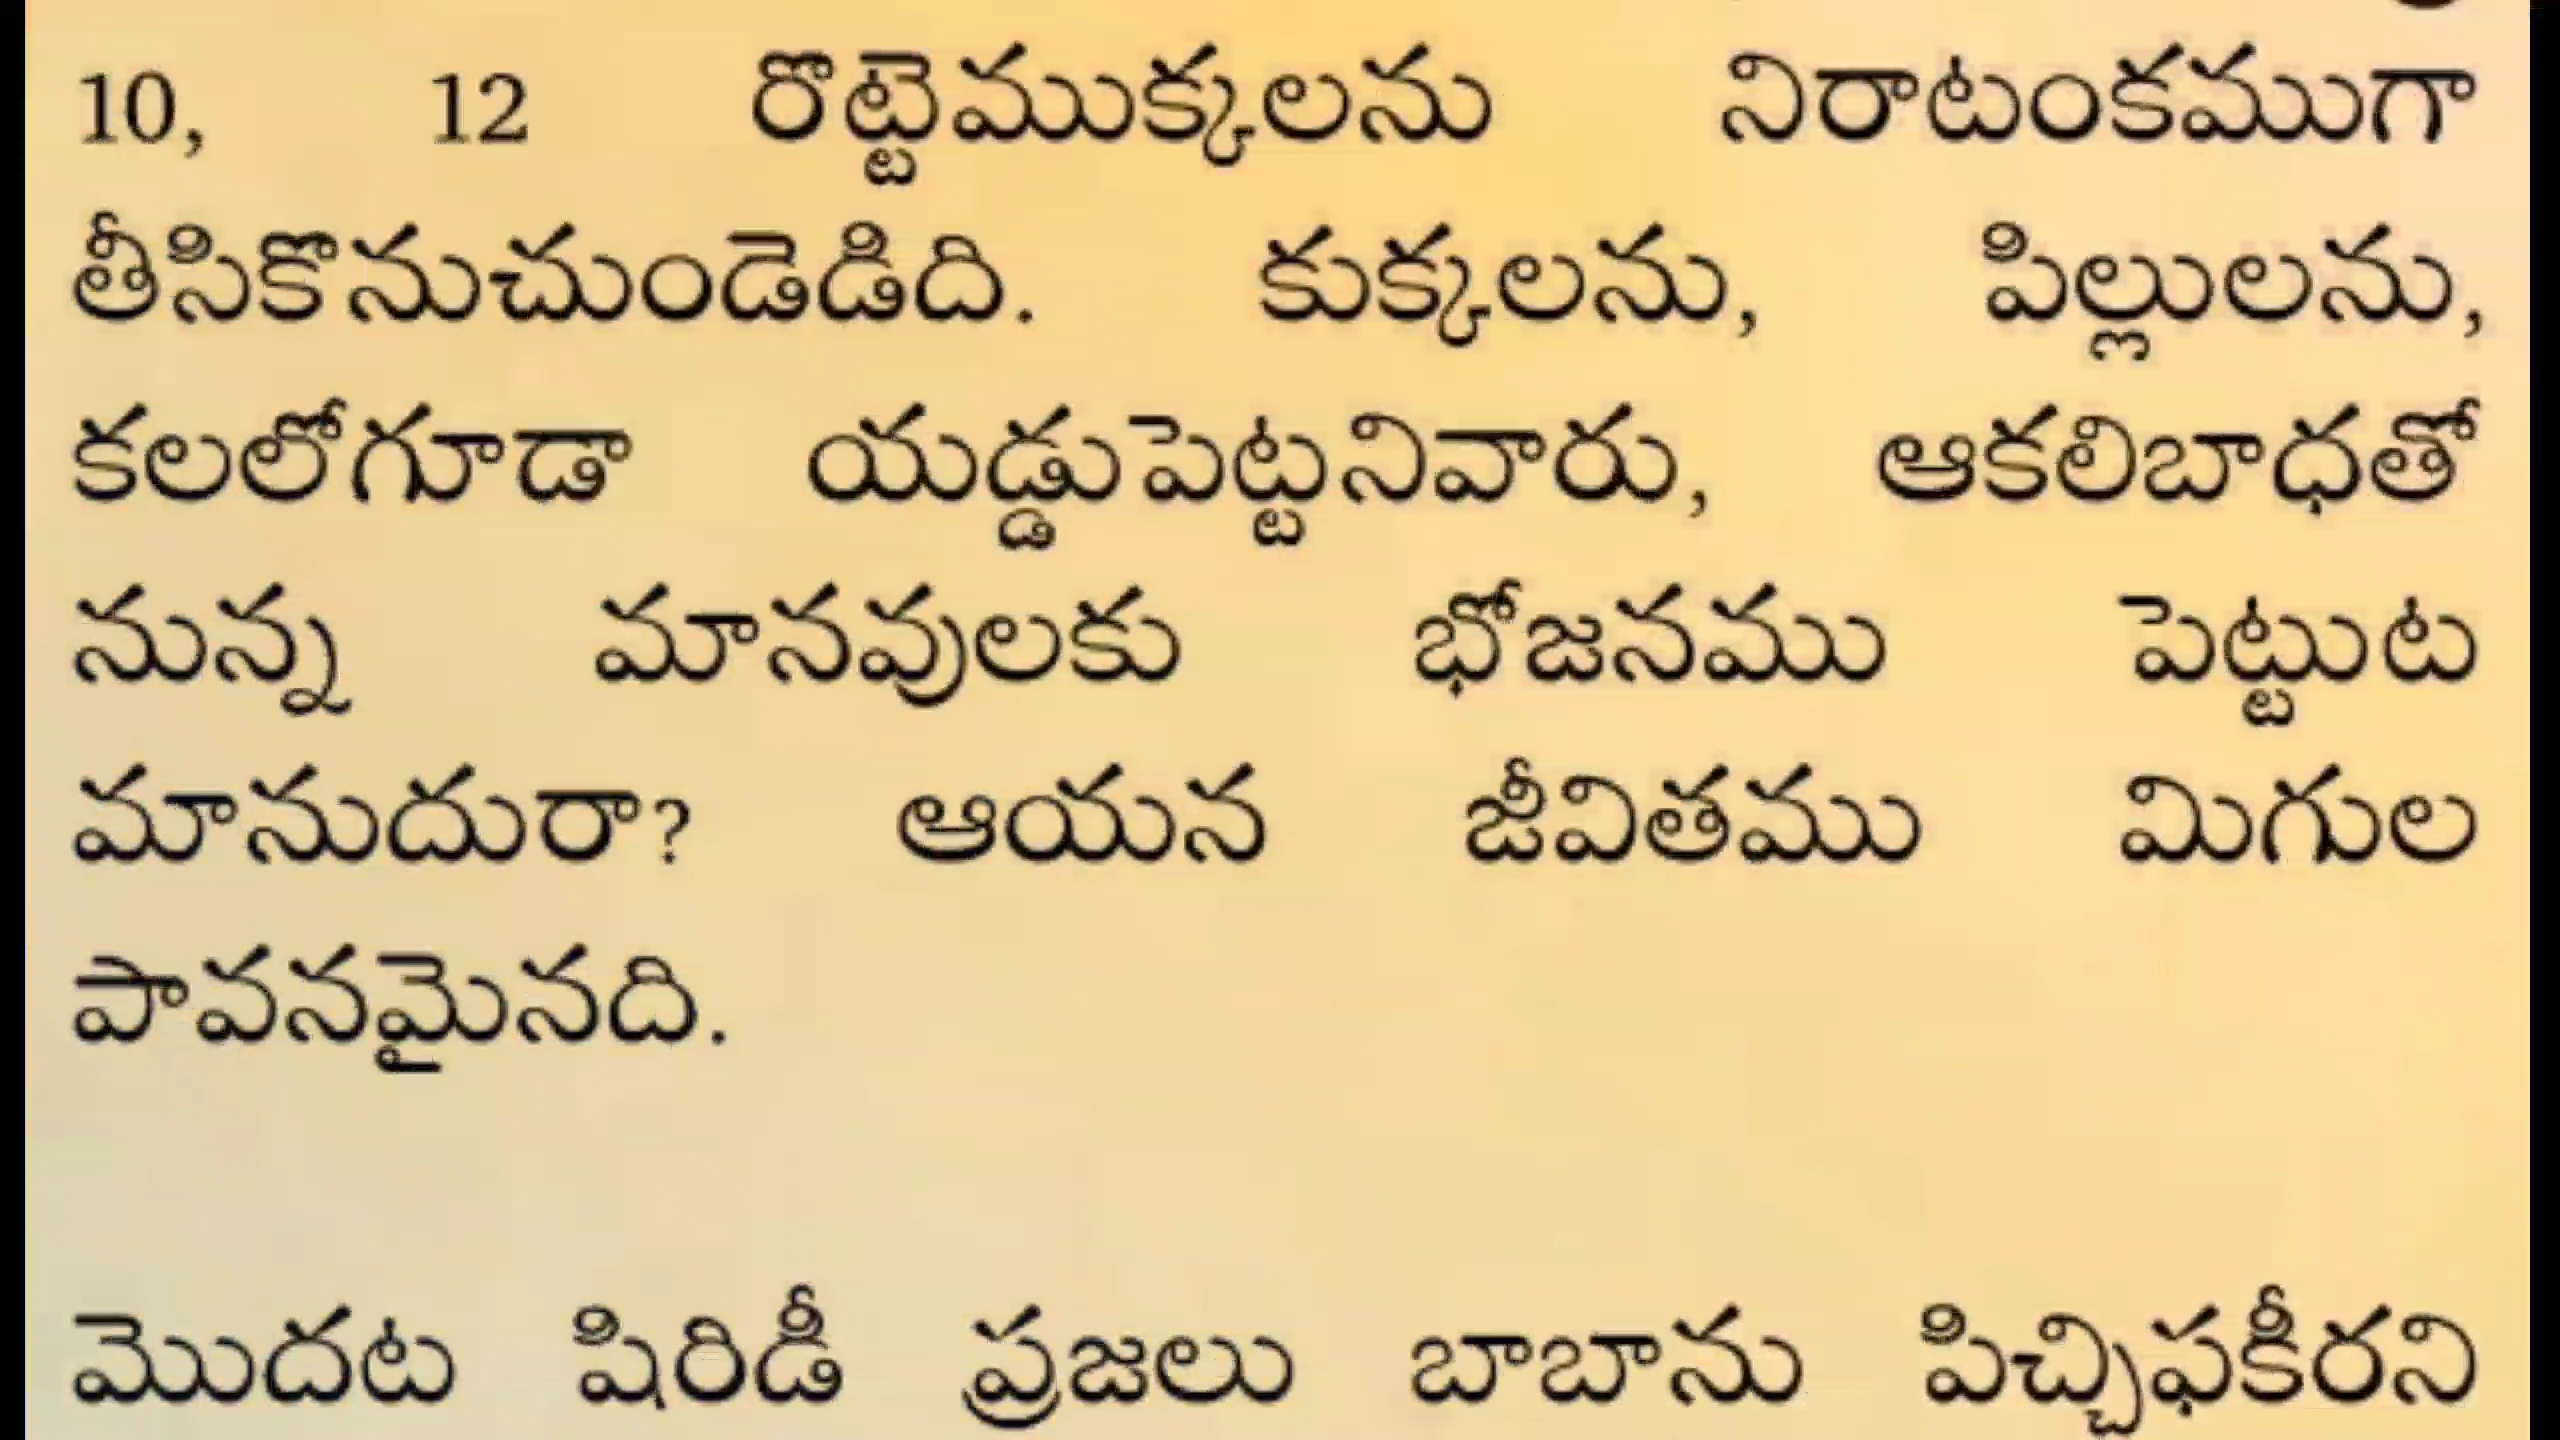 10, 12 రొట్టెముక్కలను నిరాటంకముగా
తీసికొనుచుండెడిది. కుక్కలను, పిల్లులను,
కలలోగూడా యడ్డుపెట్టనివారు, ఆకలిబాధతో
నున్న మానవులకు భోజనము పెట్టుట
మానుదురా? ఆయన జీవితము మిగుల
పావనమైనది.
మొదట షిరిడీ ప్రజలు బాబాను పిచ్చిఫకీరని